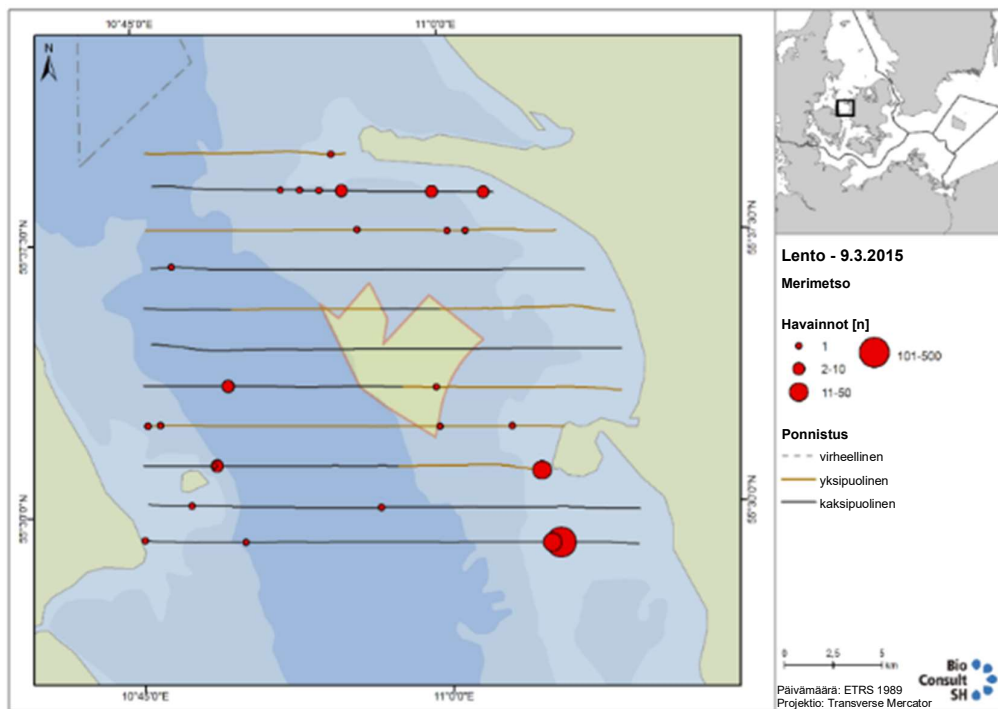 10°45'0"E
11°0'0"E
N
55°37'30"N
55°37'30"N
55°30'0"N
55°30'0"N
10°45'0"E
11°0'0"E
Lento - 9.3.2015
Merimetso
Havainnot [n]
1
2-10
11-50
101-500
Ponnistus
virheellinen
yksipuolinen
kaksipuolinen
0 2,5 5
km
Päivämäärä: ETRS 1989
Projektio: Transverse Mercator
Bio
Consult
SH